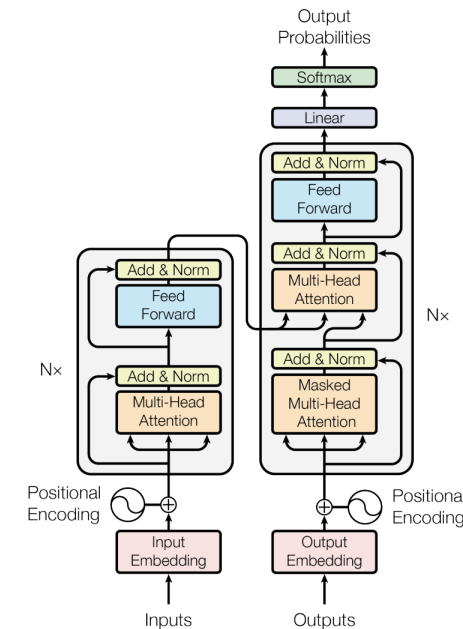 Output
Probabilities
Softmax
Linear
Add & Norm
Feed
Forward
Add & Norm
Multi-Head
Attention
Add & Norm
Masked
Multi-Head
Attention
N×
Add & Norm
Feed
Forward
N×
Add & Norm
Multi-Head
Attention
Positional
Encoding
Positional
Encoding
Input
Embedding
Output
Embedding
Inputs
Outputs